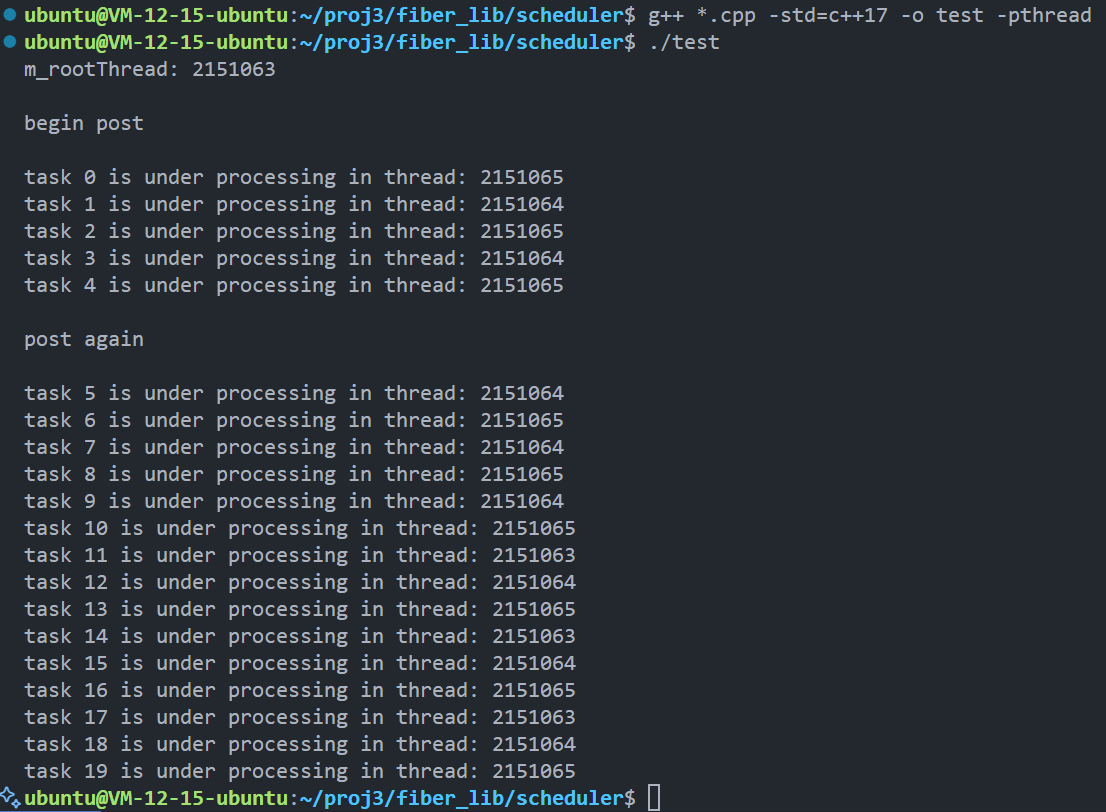 ubuntu@VM-12-15-ubuntu:~/proj3/fiber_lib/scheduler$ g++ *.cpp -std=c++17 -o test -pthread
ubuntu@VM-12-15-ubuntu:~/proj3/fiber_lib/scheduler$ ./test
m_rootThread: 2151063
begin post
task 0 is under processing in thread: 2151065
task 1 is under processing in thread: 2151064
task 2 is under processing in thread: 2151065
task 3 is under processing in thread: 2151064
task 4 is under processing in thread: 2151065
post again
task 5 is under processing in thread: 2151064
task 6 is under processing in thread: 2151065
task 7 is under processing in thread: 2151064
task 8 is under processing in thread: 2151065
task 9 is under processing in thread: 2151064
task 10 is under processing in thread: 2151065
task 11 is under processing in thread: 2151063
task 12 is under processing in thread: 2151064
task 13 is under processing in thread: 2151065
task 14 is under processing in thread: 2151063
task 15 is under processing in thread: 2151064
task 16 is under processing in thread: 2151065
task 17 is under processing in thread: 2151063
task 18 is under processing in thread: 2151064
task 19 is under processing in thread: 2151065
ubuntu@VM-12-15-ubuntu:~/proj3/fiber_lib/scheduler$